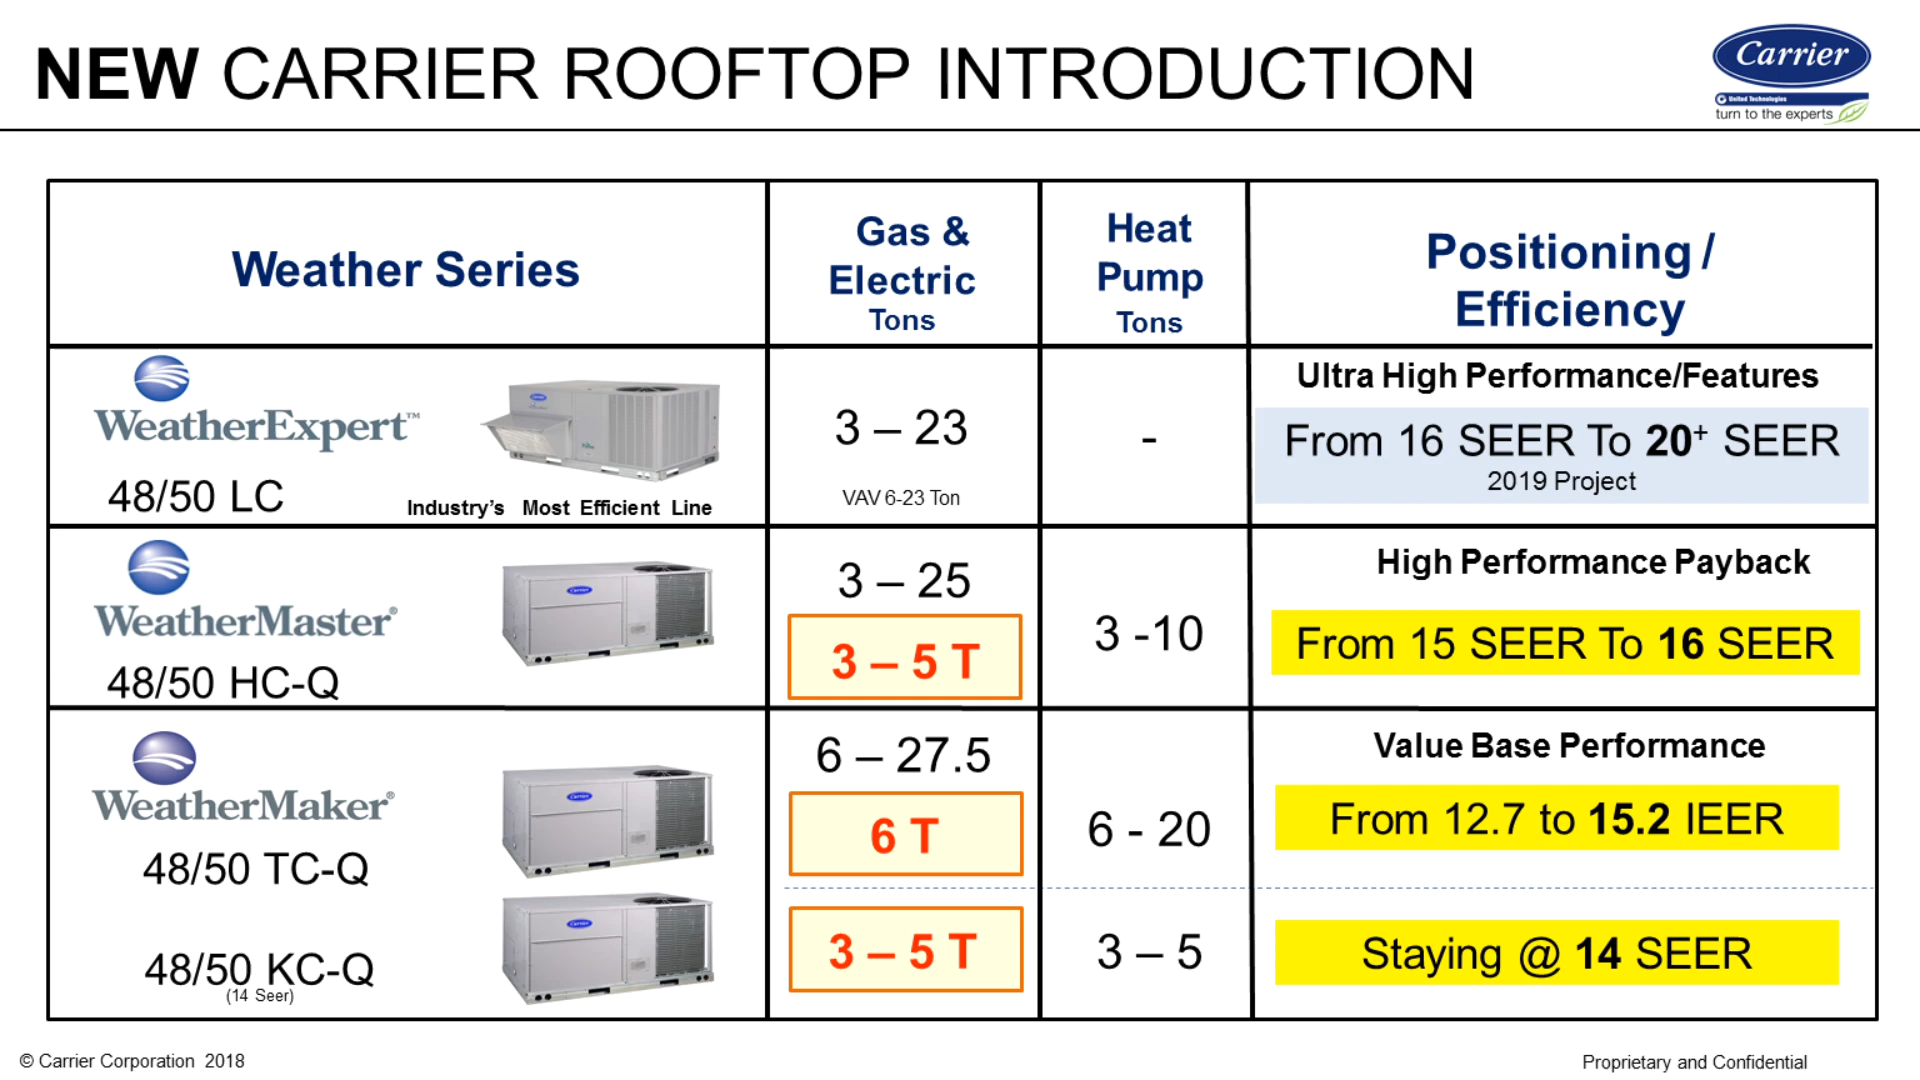 NEW CARRIER ROOFTOP INTRODUCTION
Carrier
United Technologies
turn to the experts
Weather Series
Gas &
Electric
Tons
Heat
Pump
Tons
Positioning /
Efficiency
WeatherExpert™
48/50 LC
Industry’s Most Efficient Line
3 – 23
VAV 6-23 Ton
-
Ultra High Performance/Features
From 16 SEER To 20+ SEER
2019 Project
WeatherMaster®
48/50 HC-Q
Carrier
3 – 25
3 – 5 T
3 -10
High Performance Payback
From 15 SEER To 16 SEER
WeatherMaker®
48/50 TC-Q
Carrier
6 – 27.5
6 T
6 - 20
Value Base Performance
From 12.7 to 15.2 IEER
48/50 KC-Q
(14 Seer)
Carrier
3 – 5 T
3 – 5
Staying @ 14 SEER
© Carrier Corporation 2018
Proprietary and Confidential